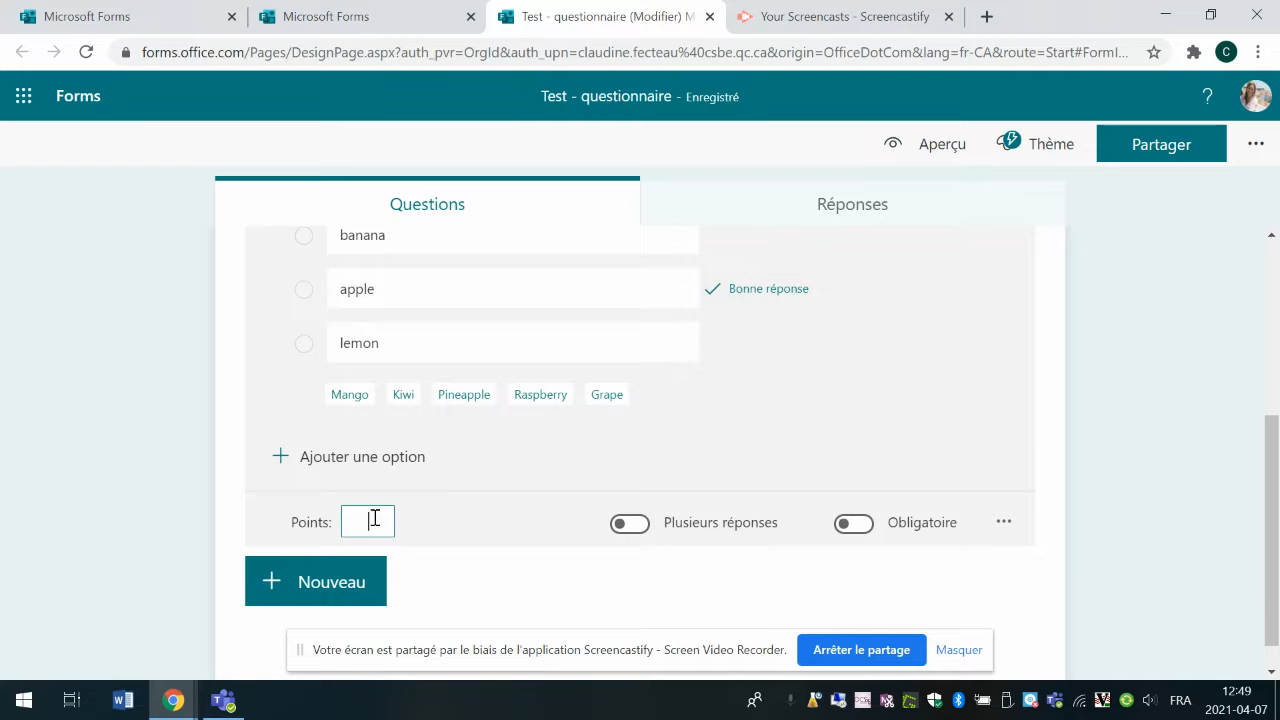 Microsoft Forms
Microsoft Forms
Test - questionnaire (Modifier) M
Your Screencasts - Screencastify
forms.office.com/Pages/DesignPage.aspx?auth_pvr=OrgId&auth_upn=claudine.fecteau%40csbe.qc.ca&origin=OfficeDotCom&lang=fr-CA&route=Start#FormI...
C
Forms
Test - questionnaire - Enregistré
?
Aperçu
Thème
Partager
Questions
Réponses
banana
apple
Bonne réponse
lemon
Mango
Kiwi
Pineapple
Raspberry
Grape
Ajouter une option
Points:
Plusieurs réponses
Obligatoire
Nouveau
Votre écran est partagé par le biais de l'application Screencastify - Screen Video Recorder.
Arrêter le partage
Masquer
FRA
12:49
2021-04-07